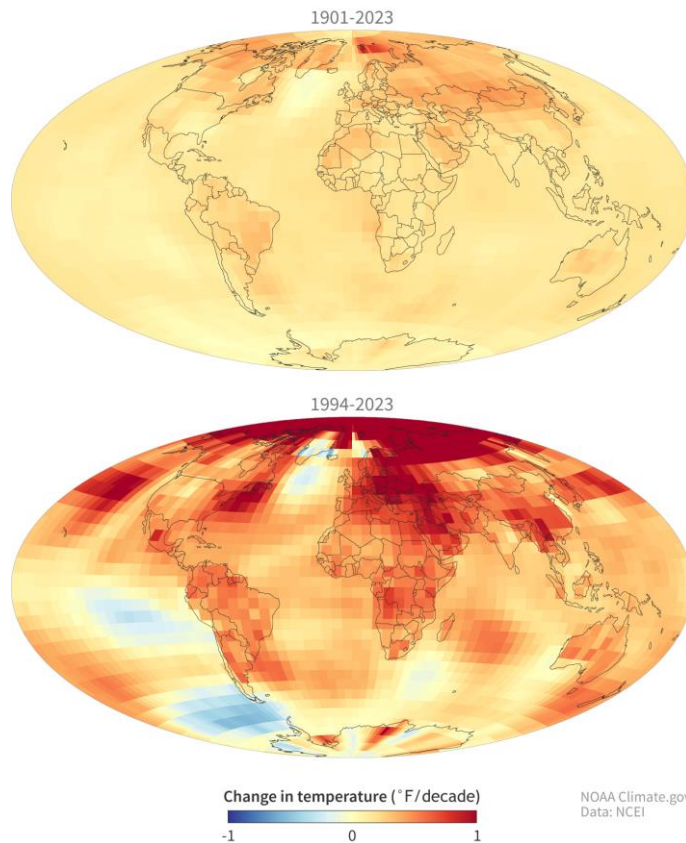 1901-2023
1994-2023
Change in temperature (°F/decade)
-1 0 1
NOAA Climate.gov
Data: NCEI